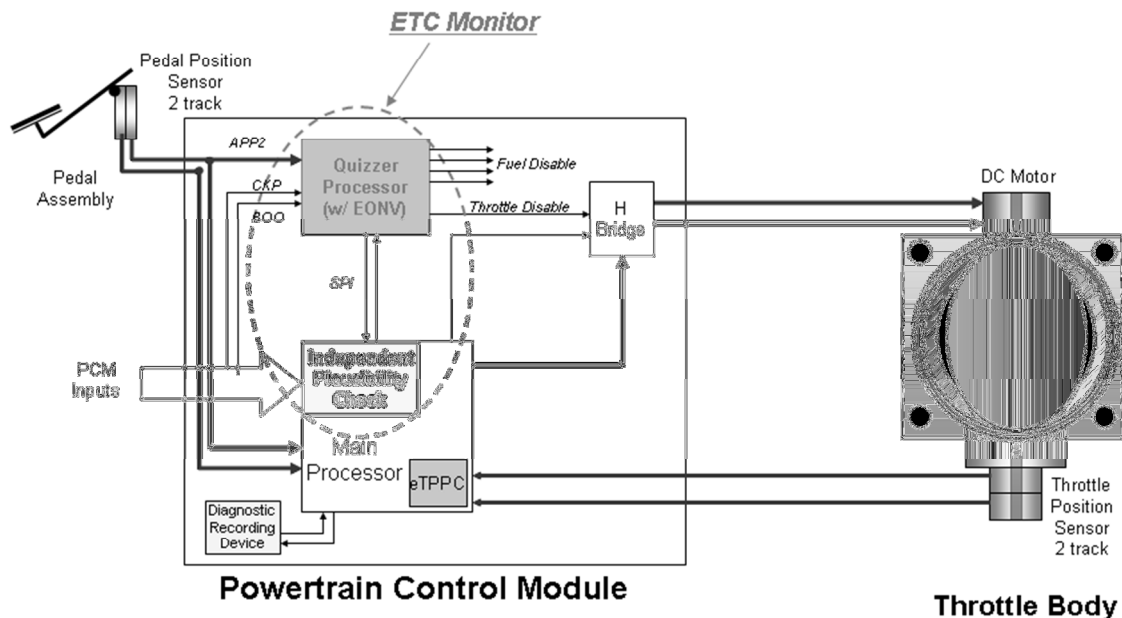 ETC Monitor
Pedal Position
Sensor
2 track
Pedal
Assembly
APP2
CKP
BOO
Quizzer
Processor
(w/ EONV)
Fuel Disable
Throttle Disable
H
Bridge
DC Motor
SPI
PCM
Inputs
Independent
Plausibility
Check
Main
Processor
eTPPC
Diagnostic
Recording
Device
Throttle
Position
Sensor
2 track
Powertrain Control Module
Throttle Body